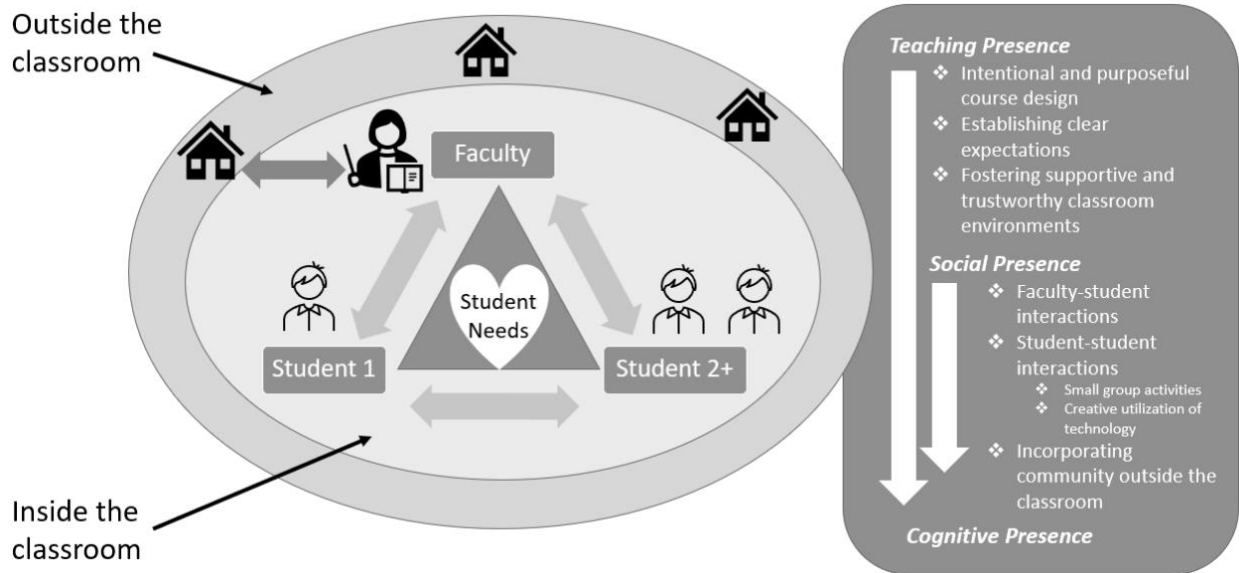 Outside the
classroom
Faculty
Student
Needs
Student 1
Student 2+
Inside the
classroom
Teaching Presence
❖ Intentional and purposeful
course design
❖ Establishing clear
expectations
❖ Fostering supportive and
trustworthy classroom
environments
Social Presence
❖ Faculty-student
interactions
❖ Student-student
interactions
❖ Small group activities
❖ Creative utilization of
technology
❖ Incorporating
community outside the
classroom
Cognitive Presence